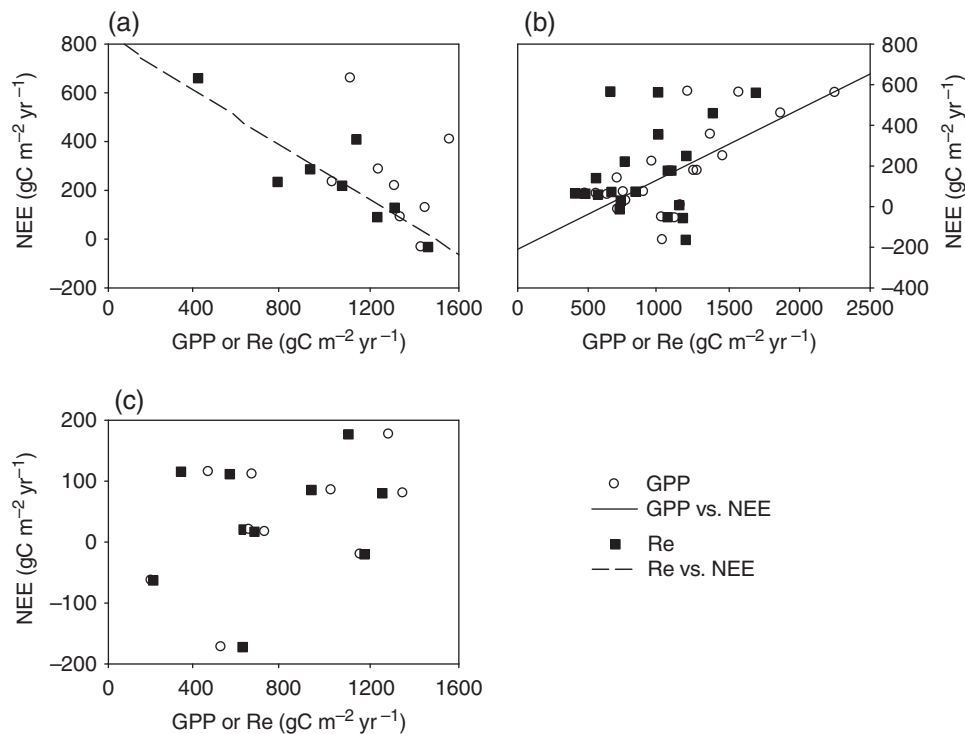 (a)
(b)
800
600
400
200
0
−200
0
400
800
1200
1600
NEE (gC m⁻² yr⁻¹)
GPP or Re (gC m⁻² yr⁻¹)
800
600
400
200
0
−200
−400
0
500
1000
1500
2000
2500
NEE (gC m⁻² yr⁻¹)
GPP or Re (gC m⁻² yr⁻¹)
(c)
200
100
0
−100
−200
0
400
800
1200
1600
NEE (gC m⁻² yr⁻¹)
GPP or Re (gC m⁻² yr⁻¹)
GPP
GPP vs. NEE
Re
Re vs. NEE